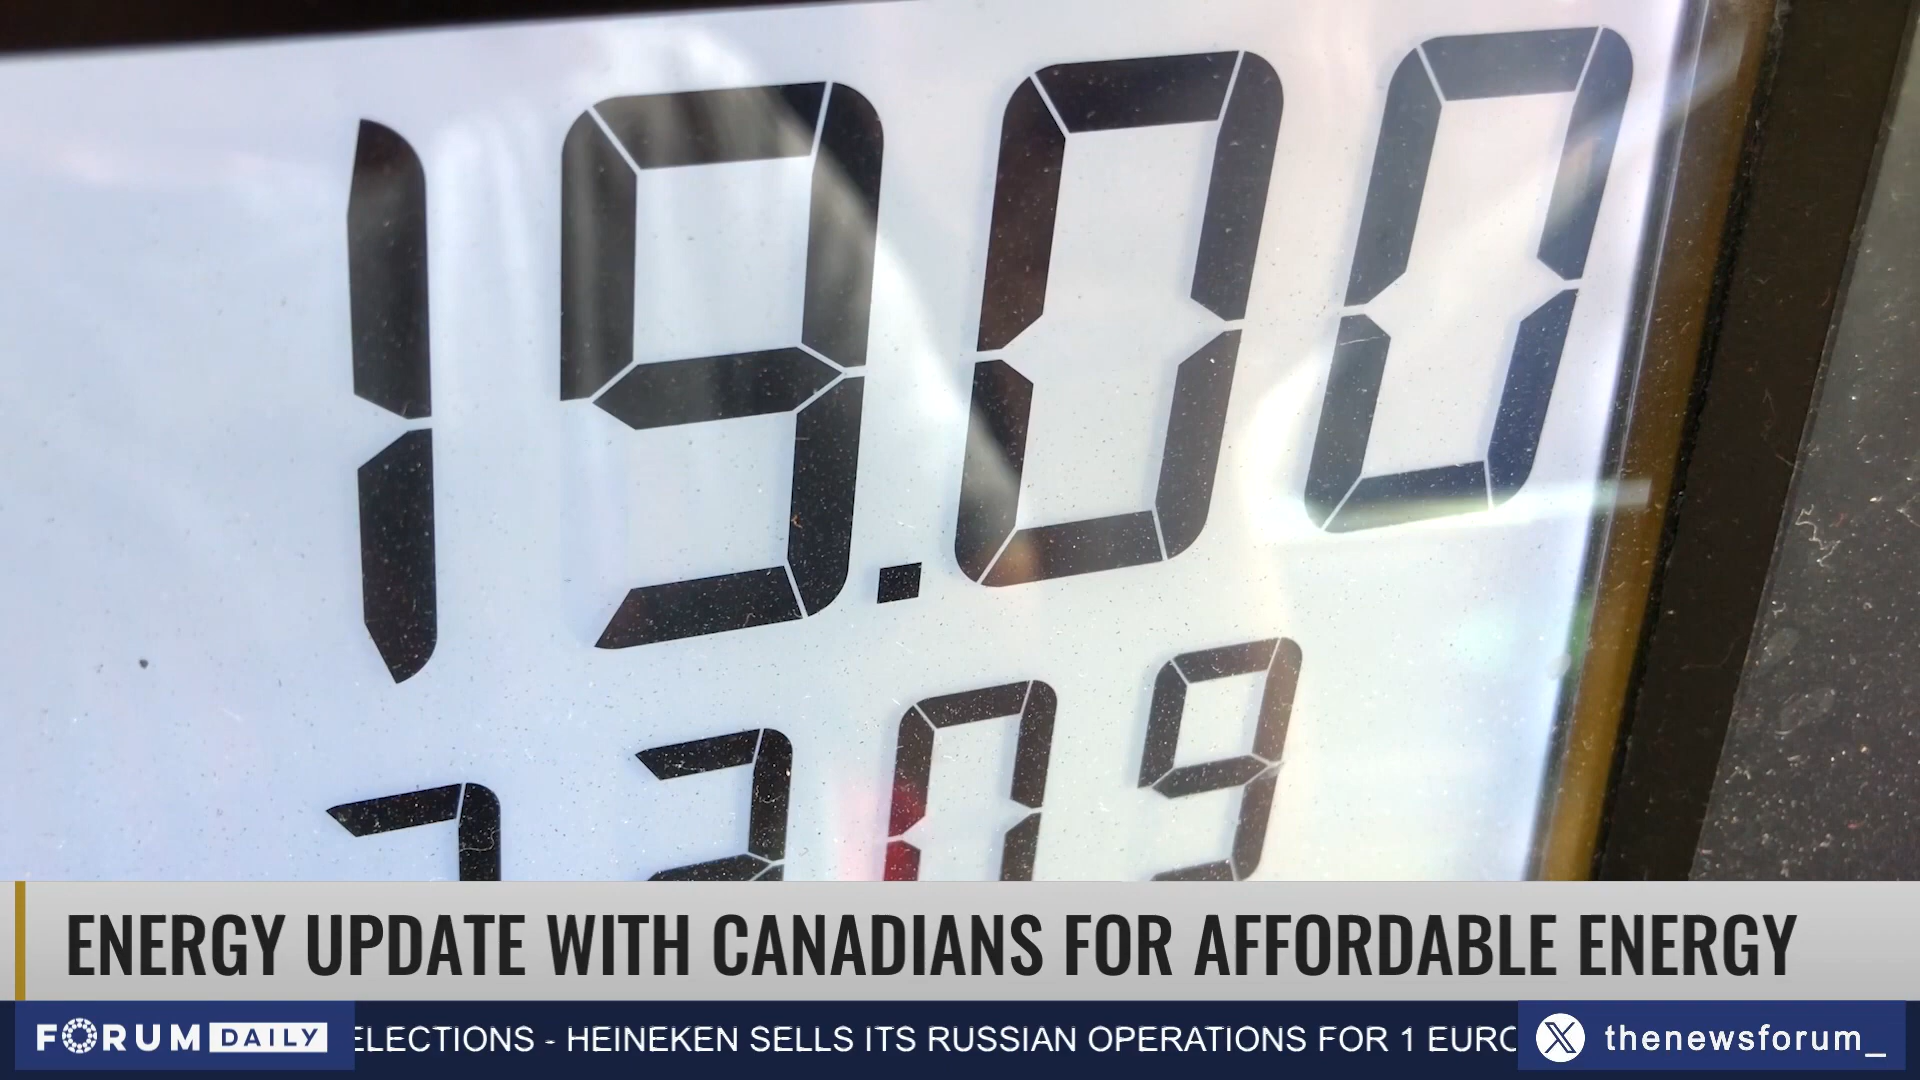 19.00
ENERGY UPDATE WITH CANADIANS FOR AFFORDABLE ENERGY
FORUM DAILY
ELECTIONS - HEINEKEN SELLS ITS RUSSIAN OPERATIONS FOR 1 EURO
thenewsforum_